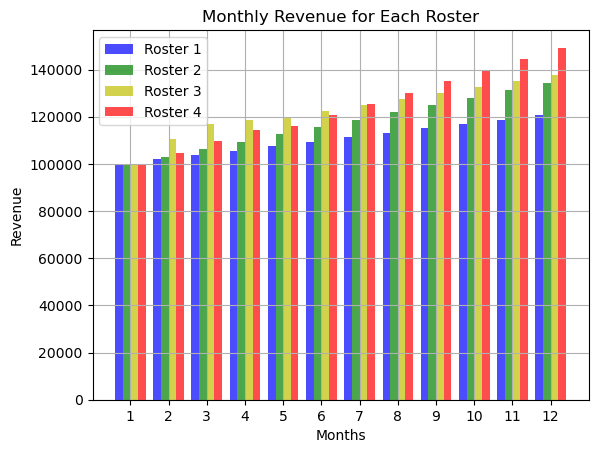 Monthly Revenue for Each Roster
Roster 1
Roster 2
Roster 3
Roster 4
Revenue
140000
120000
100000
80000
60000
40000
20000
0
1 2 3 4 5 6 7 8 9 10 11 12
Months